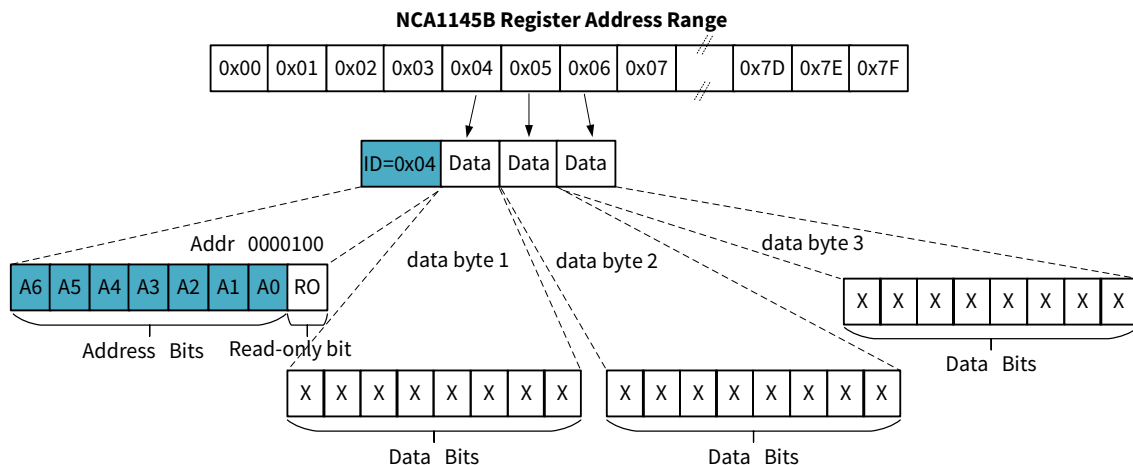 NCA1145B Register Address Range
0x00 0x01 0x02 0x03 0x04 0x05 0x06 0x07 0x7D 0x7E 0x7F
ID=0x04 Data Data Data
Addr 0000100
data byte 1
data byte 2
data byte 3
A6 A5 A4 A3 A2 A1 A0 RO
X X X X X X X X
Address Bits
Read-only bit
Data Bits
X X X X X X X X
X X X X X X X X
Data Bits
Data Bits